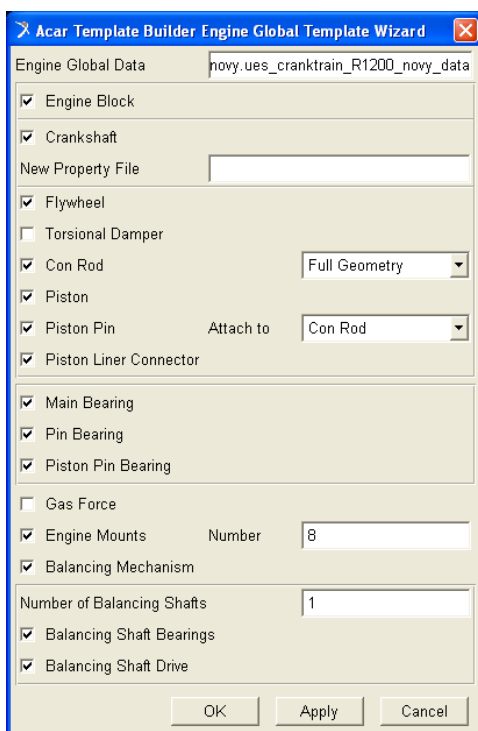 Acar Template Builder Engine Global Template Wizard
Engine Global Data novy.ues_cranktrain_R1200_novy_data
Engine Block
Crankshaft
New Property File
Flywheel
Torsional Damper
Con Rod Full Geometry
Piston
Piston Pin Attach to Con Rod
Piston Liner Connector
Main Bearing
Pin Bearing
Piston Pin Bearing
Gas Force
Engine Mounts Number 8
Balancing Mechanism
Number of Balancing Shafts 1
Balancing Shaft Bearings
Balancing Shaft Drive
OK Apply Cancel